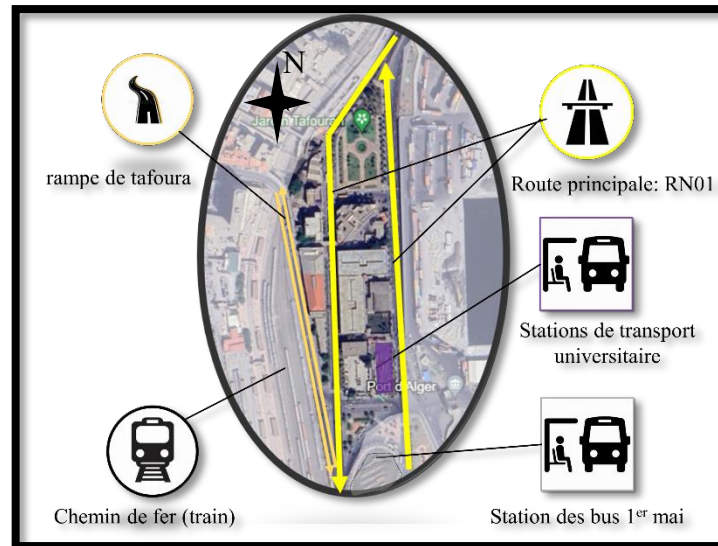 N
Jardin Tafourah
rampe de tafoura
Route principale: RN01
Stations de transport
universitaire
Port d'Alger
Chemin de fer (train)
Station des bus 1er mai